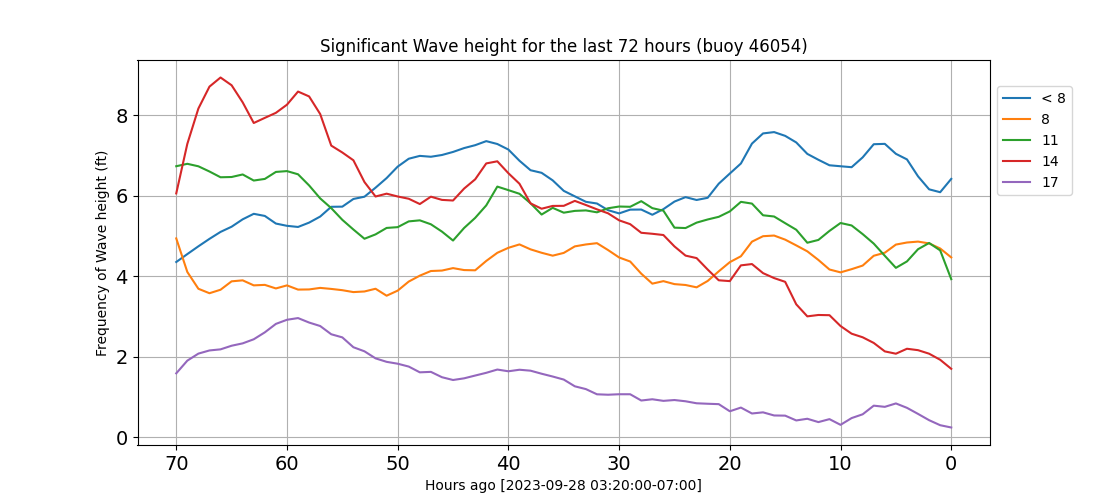 Significant Wave height for the last 72 hours (buoy 46054)
Frequency of Wave height (ft)
8
6
4
2
0
70 60 50 40 30 20 10 0
Hours ago [2023-09-28 03:20:00-07:00]
< 8
8
11
14
17